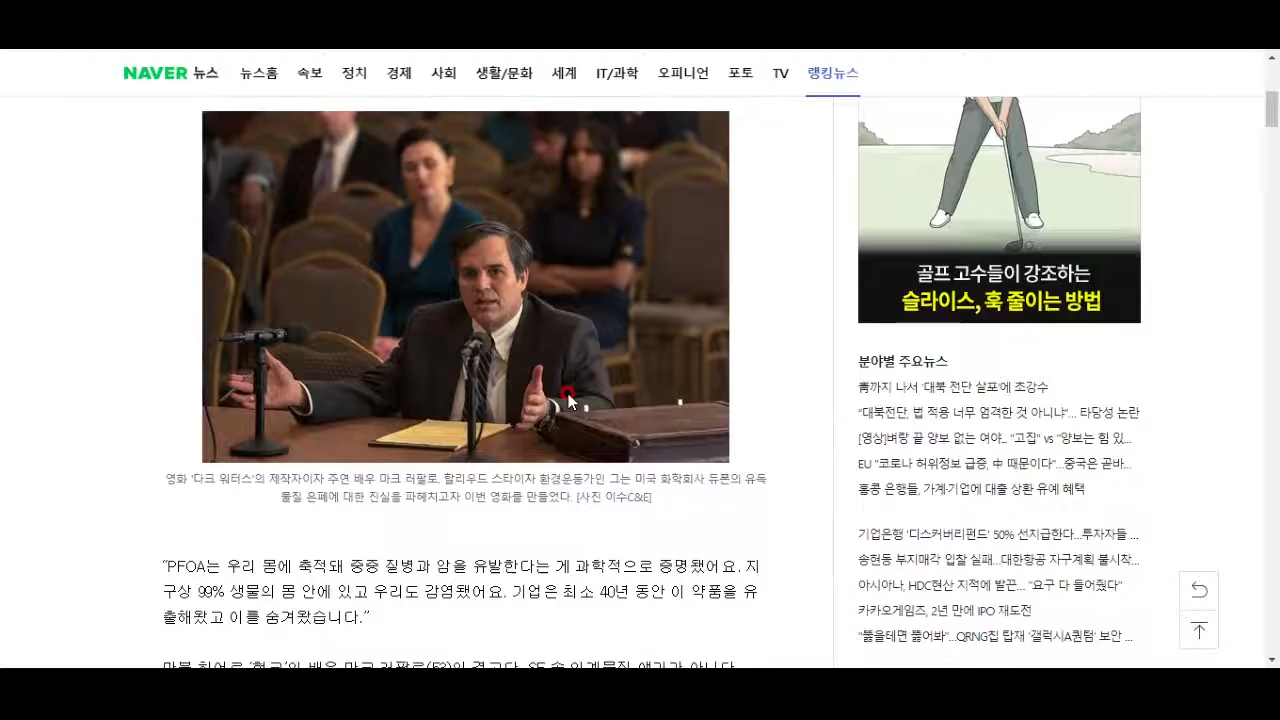 NAVER 뉴스 뉴스홈 속보 정치 경제 사회 생활/문화 세계 IT/과학 오피니언 포토 TV 랭킹뉴스
영화 '다크 워터스'의 제작자이자 주연 배우 마크 러팔로. 할리우드 스타이자 환경운동가인 그는 미국 화학회사 듀폰의 유독
물질 은폐에 대한 진실을 파헤치고자 이번 영화를 만들었다. [사진 이수C&E]
“PFOA는 우리 몸에 축적돼 중증 질병과 암을 유발한다는 게 과학적으로 증명됐어요. 지
구상 99% 생물의 몸 안에 있고 우리도 감염됐어요. 기업은 최소 40년 동안 이 약품을 유
출해왔고 이를 숨겨왔습니다.”
골프 고수들이 강조하는
슬라이스, 훅 줄이는 방법
분야별 주요뉴스
靑까지 나서 '대북 전단 살포'에 초강수
"대북전단, 법 적용 너무 엄격한 것 아니냐"... 타당성 논란
[영상]벼랑 끝 양보 없는 여야.. "고집" vs "양보는 힘 있...
EU "코로나 허위정보 급증, 中 때문이다"...중국은 곧바...
홍콩 은행들, 가계·기업에 대출 상환 유예 혜택
기업은행 '디스커버리펀드' 50% 선지급한다...투자자들 ...
송현동 부지매각 입찰 실패...대한항공 자구계획 불시착...
아시아나, HDC현산 지적에 발끈... "요구 다 들어줬다"
카카오게임즈, 2년 만에 IPO 재도전
"뚫을테면 뚫어봐"...QRNG칩 탑재 '갤럭시A퀀텀' 보안 ...